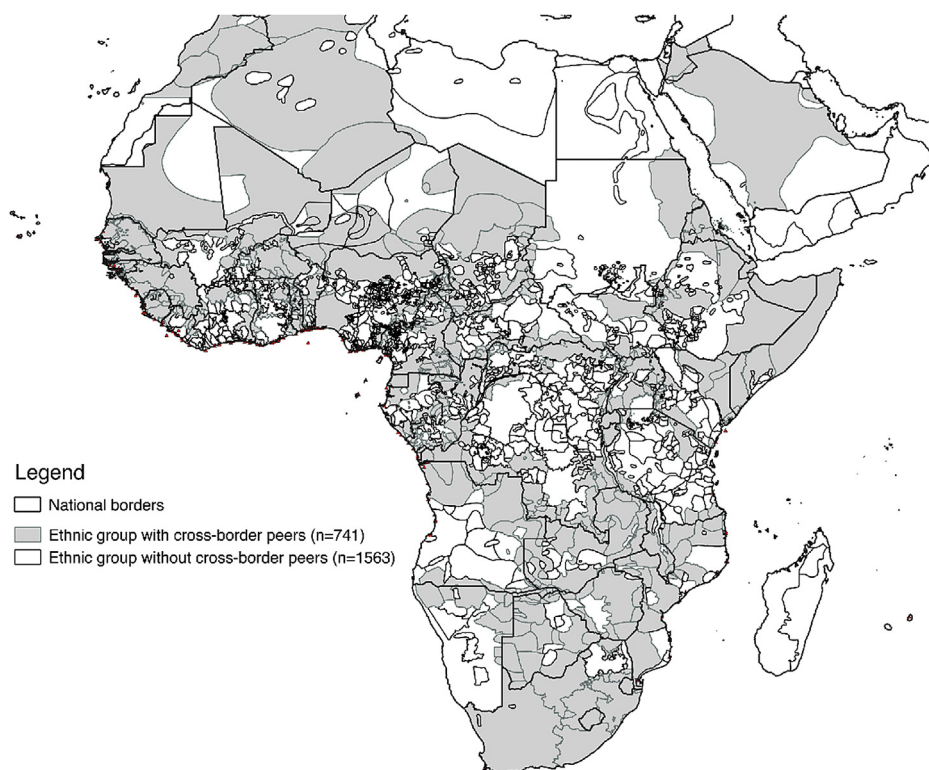 Legend
National borders
Ethnic group with cross-border peers (n=741)
Ethnic group without cross-border peers (n=1563)